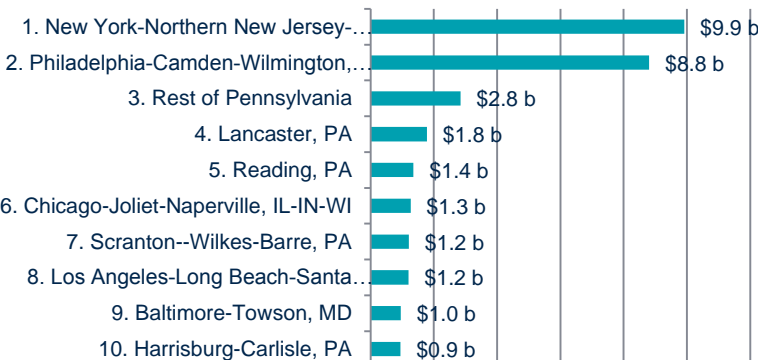 1. New York-Northern New Jersey-… $9.9 b
2. Philadelphia-Camden-Wilmington,… $8.8 b
3. Rest of Pennsylvania $2.8 b
4. Lancaster, PA $1.8 b
5. Reading, PA $1.4 b
6. Chicago-Joliet-Naperville, IL-IN-WI $1.3 b
7. Scranton--Wilkes-Barre, PA $1.2 b
8. Los Angeles-Long Beach-Santa… $1.2 b
9. Baltimore-Towson, MD $1.0 b
10. Harrisburg-Carlisle, PA $0.9 b